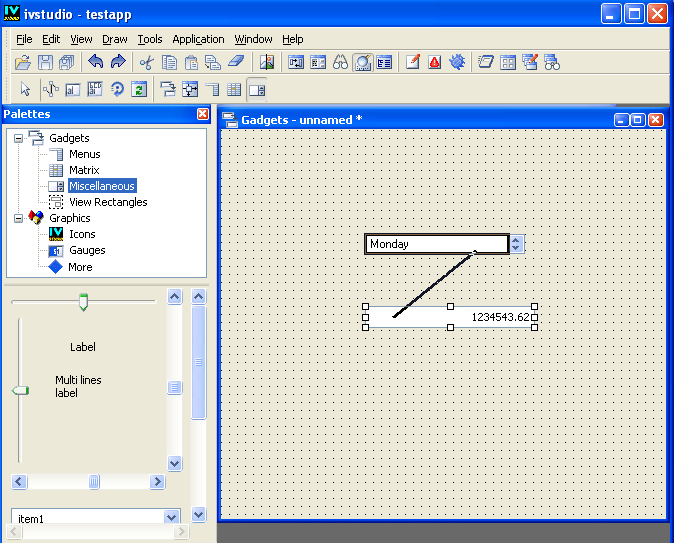 ivstudio - testapp
File Edit View Draw Tools Application Window Help
Palettes
Gadgets
Menus
Matrix
Miscellaneous
View Rectangles
Graphics
Icons
Gauges
More
Label
Multi lines
label
item1
Gadgets - unnamed *
Monday
1234543.62